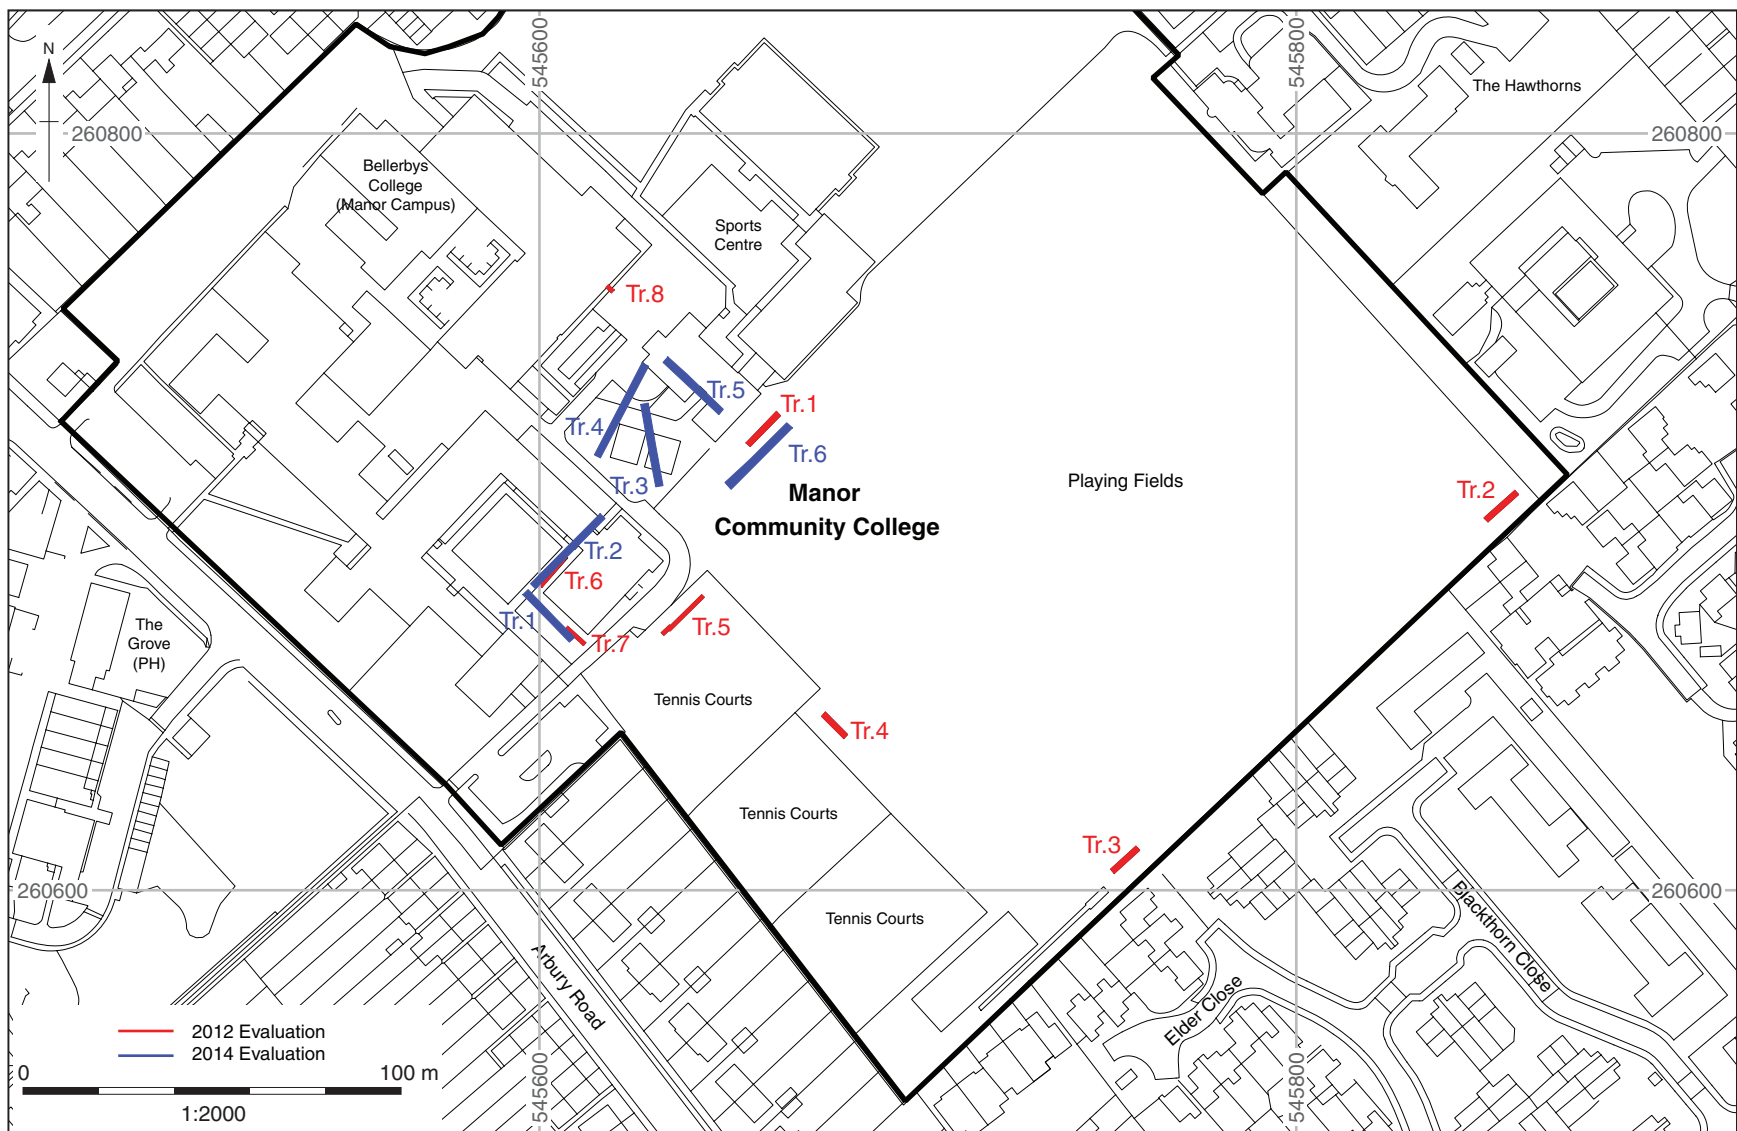 N
545600
545800
The Hawthorns
260800
260800
Bellerbys
College
(Manor Campus)
Sports
Centre
Tr.8
Tr.5
Tr.1
Tr.4
Tr.6
Tr.3
Manor
Community College
Playing Fields
Tr.2
Tr.2
Tr.6
Tr.1
Tr.5
Tr.7
The
Grove
(PH)
Tennis Courts
Tr.4
Tennis Courts
Tr.3
260600
260600
Tennis Courts
Blackthorn Close
Arbury Road
Elder Close
2012 Evaluation
2014 Evaluation
0
100 m
1:2000
545600
545800